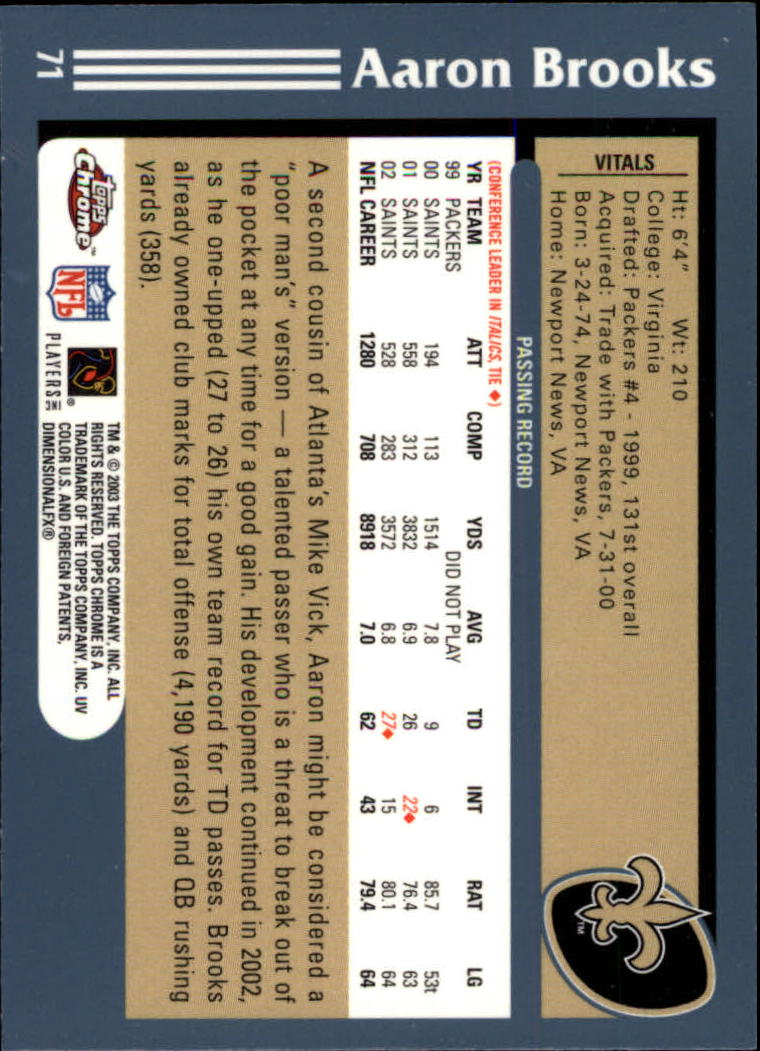 71 Aaron Brooks
VITALS
Ht: 6'4" Wt: 210
College: Virginia
Drafted: Packers #4 - 1999, 131st overall
Acquired: Trade with Packers, 7-31-00
Born: 3-24-74, Newport News, VA
Home: Newport News, VA
PASSING RECORD
(CONFERENCE LEADER IN ITALICS, TIE ♦)
YR TEAM ATT COMP YDS AVG TD INT RAT LG
99 PACKERS DID NOT PLAY
00 SAINTS 194 113 1514 7.8 9 6 85.7 53t
01 SAINTS 558 312 3832 6.9 26 22♦ 76.4 63
02 SAINTS 528 283 3572 6.8 27♦ 15 80.1 64
NFL CAREER 1280 708 8918 7.0 62 43 79.4 64
A second cousin of Atlanta's Mike Vick, Aaron might be considered a
"poor man's" version — a talented passer who is a threat to break out of
the pocket at any time for a good gain. His development continued in 2002,
as he one-upped (27 to 26) his own team record for TD passes. Brooks
already owned club marks for total offense (4,190 yards) and QB rushing
yards (358).
Topps
Chrome™
NFL
PLAYERS INC
®
TM & © 2003 THE TOPPS COMPANY, INC. ALL
RIGHTS RESERVED. TOPPS CHROME IS A
TRADEMARK OF THE TOPPS COMPANY, INC. UV
COLOR U.S. AND FOREIGN PATENTS,
DIMENSIONALFX®
TM